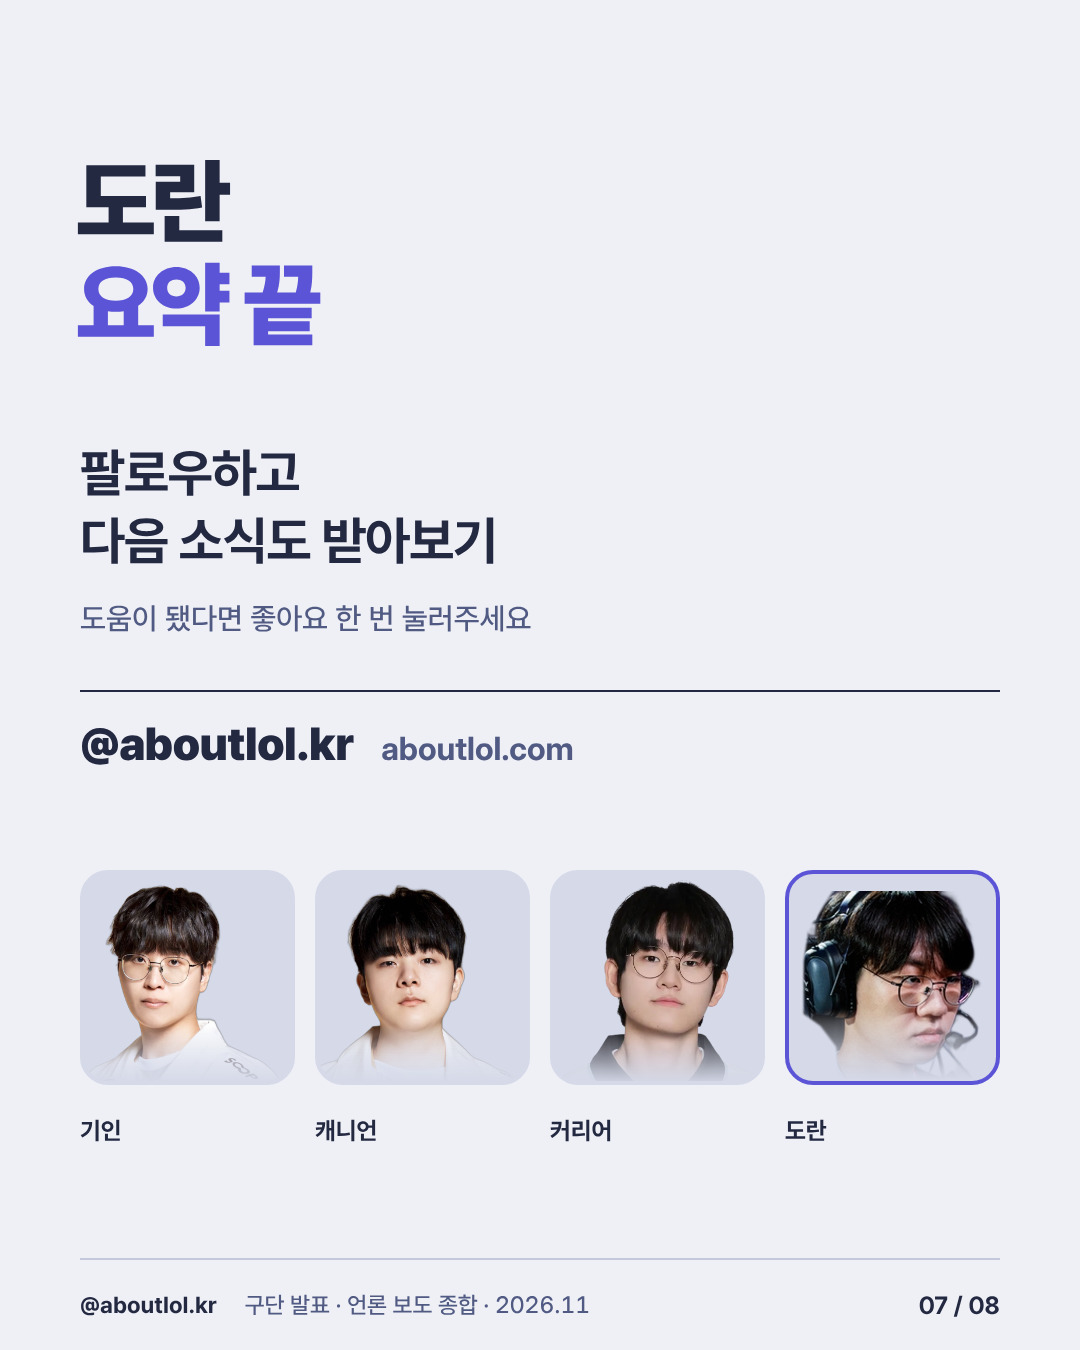 도란
요약 끝
팔로우하고
다음 소식도 받아보기
도움이 됐다면 좋아요 한 번 눌러주세요
@aboutlol.kr aboutlol.com
기인 캐니언 커리어 도란
@aboutlol.kr 구단 발표 · 언론 보도 종합 · 2026.11 07 / 08